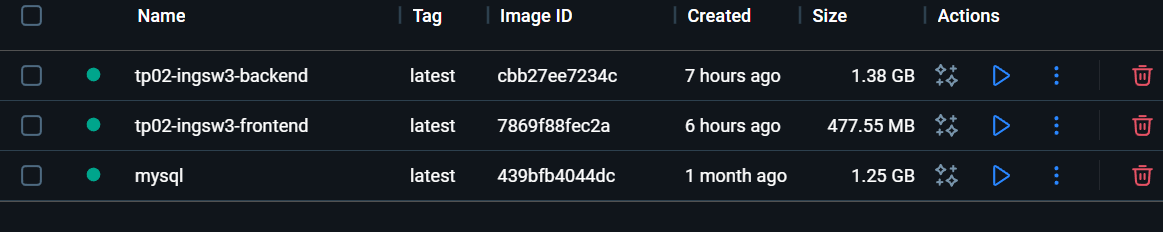 Name Tag Image ID Created Size Actions
tp02-ingsw3-backend latest cbb27ee7234c 7 hours ago 1.38 GB
tp02-ingsw3-frontend latest 7869f88fec2a 6 hours ago 477.55 MB
mysql latest 439bfb4044dc 1 month ago 1.25 GB